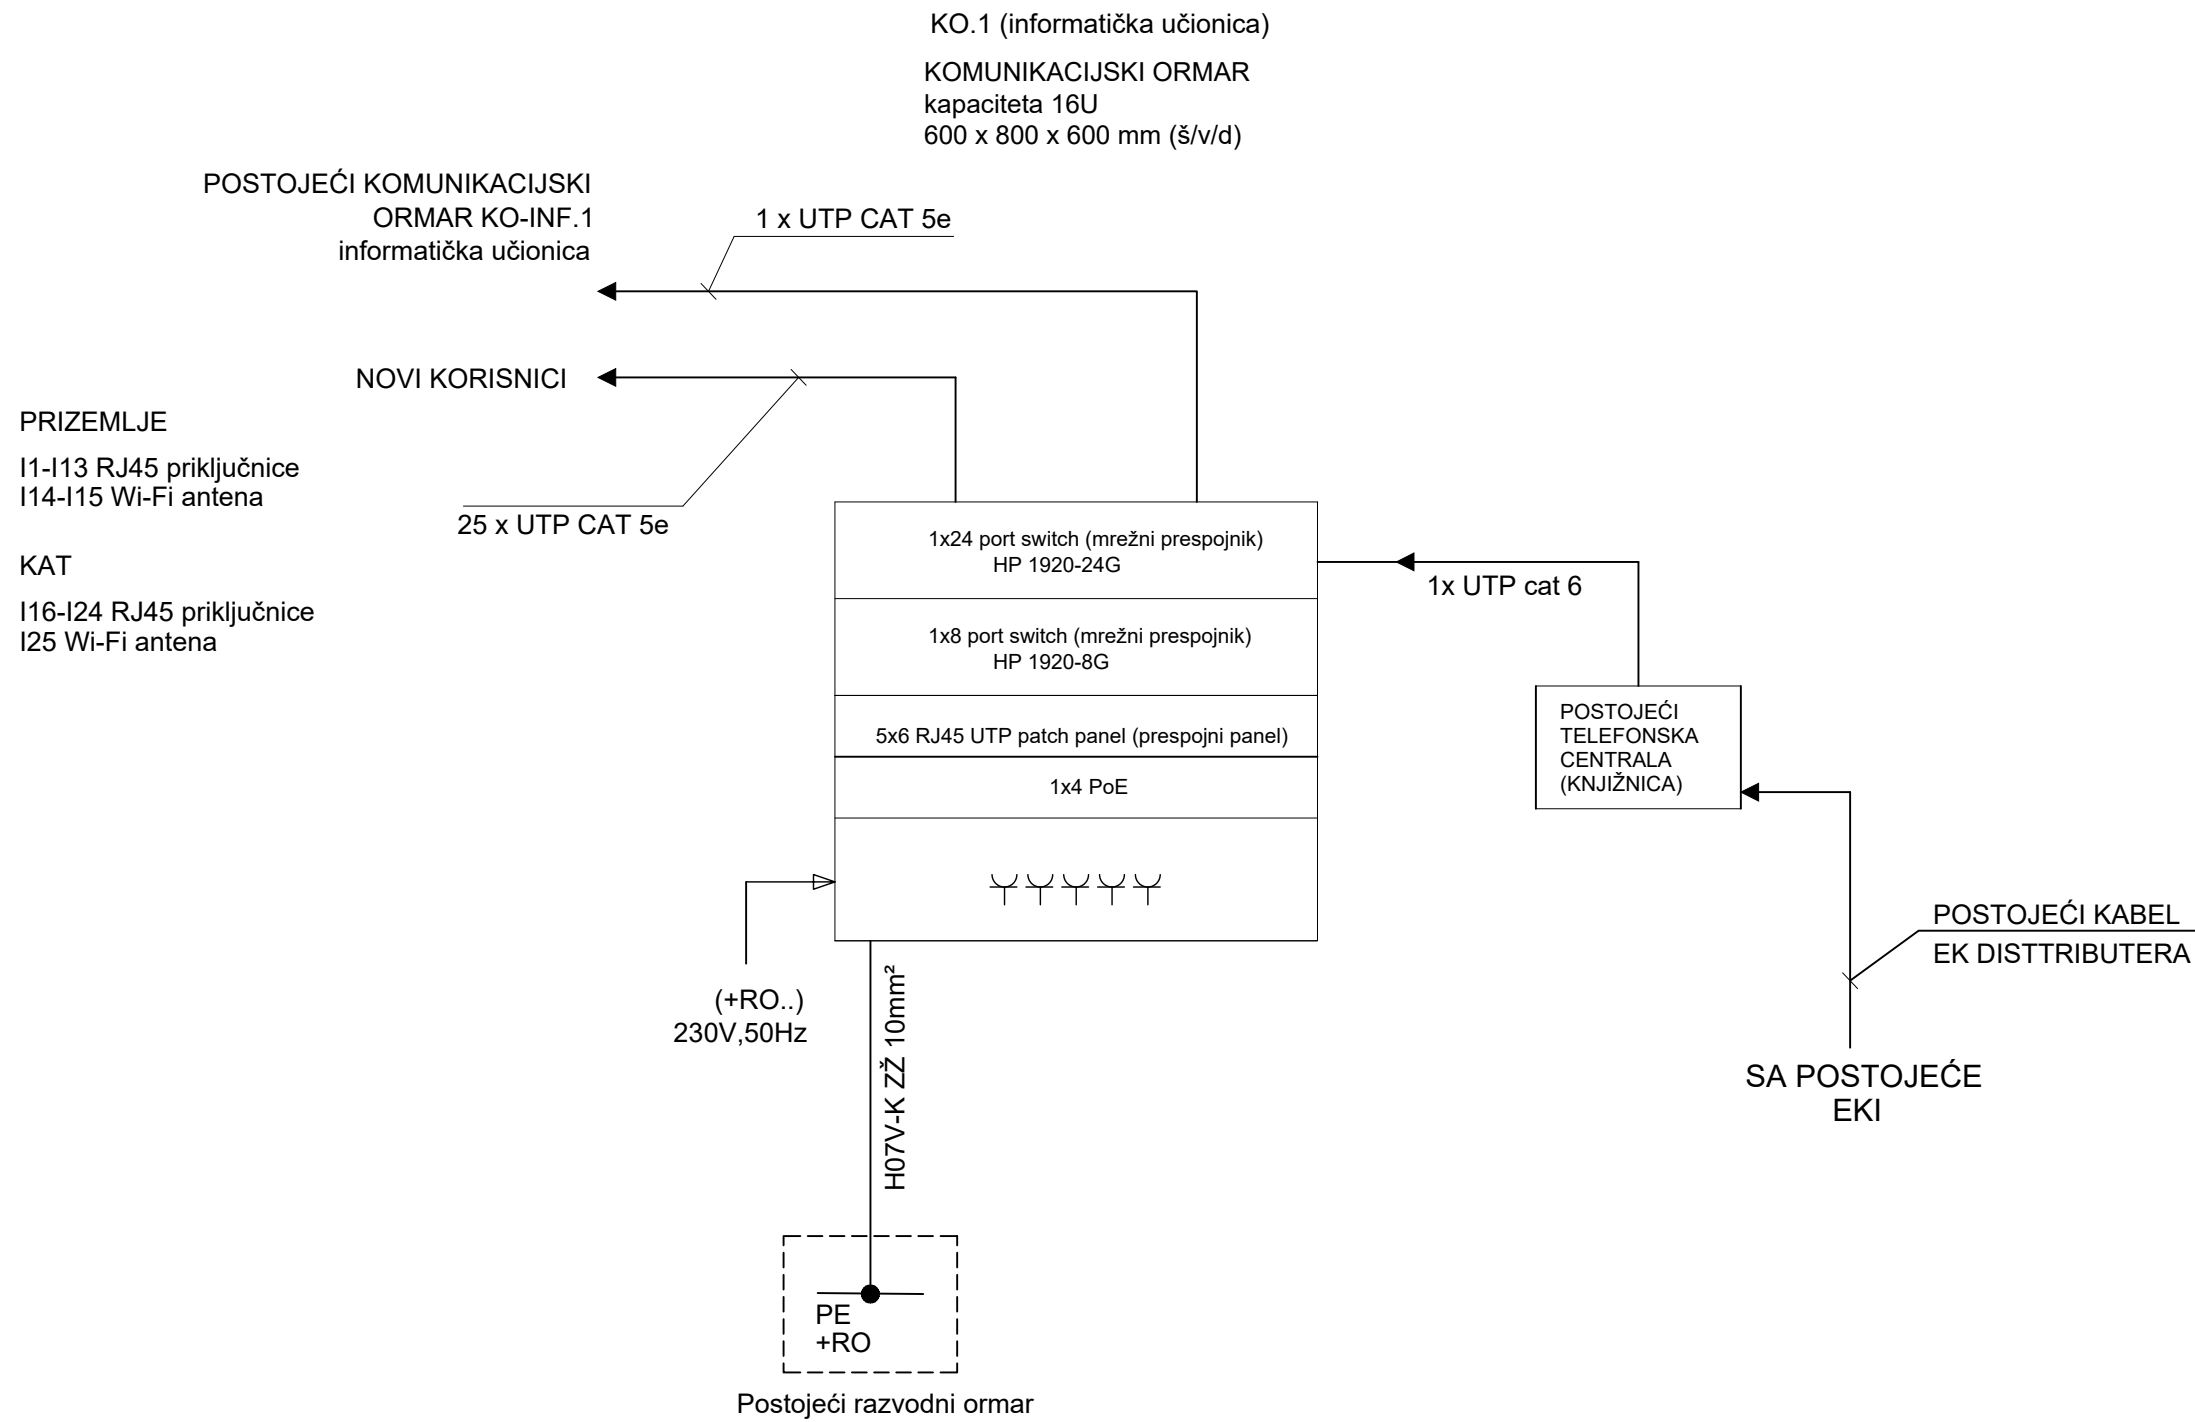 KO.1 (informatička učionica)
KOMUNIKACIJSKI ORMAR
kapaciteta 16U
600 x 800 x 600 mm (š/v/d)
POSTOJEĆI KOMUNIKACIJSKI
ORMAR KO-INF.1
informatička učionica
1 x UTP CAT 5e
NOVI KORISNICI
PRIZEMLJE
I1-I13 RJ45 priključnice
I14-I15 Wi-Fi antena
25 x UTP CAT 5e
KAT
I16-I24 RJ45 priključnice
I25 Wi-Fi antena
1x24 port switch (mrežni prespojnik)
HP 1920-24G
1x8 port switch (mrežni prespojnik)
HP 1920-8G
5x6 RJ45 UTP patch panel (prespojni panel)
1x4 PoE
1x UTP cat 6
POSTOJEĆI
TELEFONSKA
CENTRALA
(KNJIŽNICA)
POSTOJEĆI KABEL
EK DISTTRIBUTERA
SA POSTOJEĆE
EKI
(+RO..)
230V,50Hz
H07V-K ZŽ 10mm²
PE
+RO
Postojeći razvodni ormar